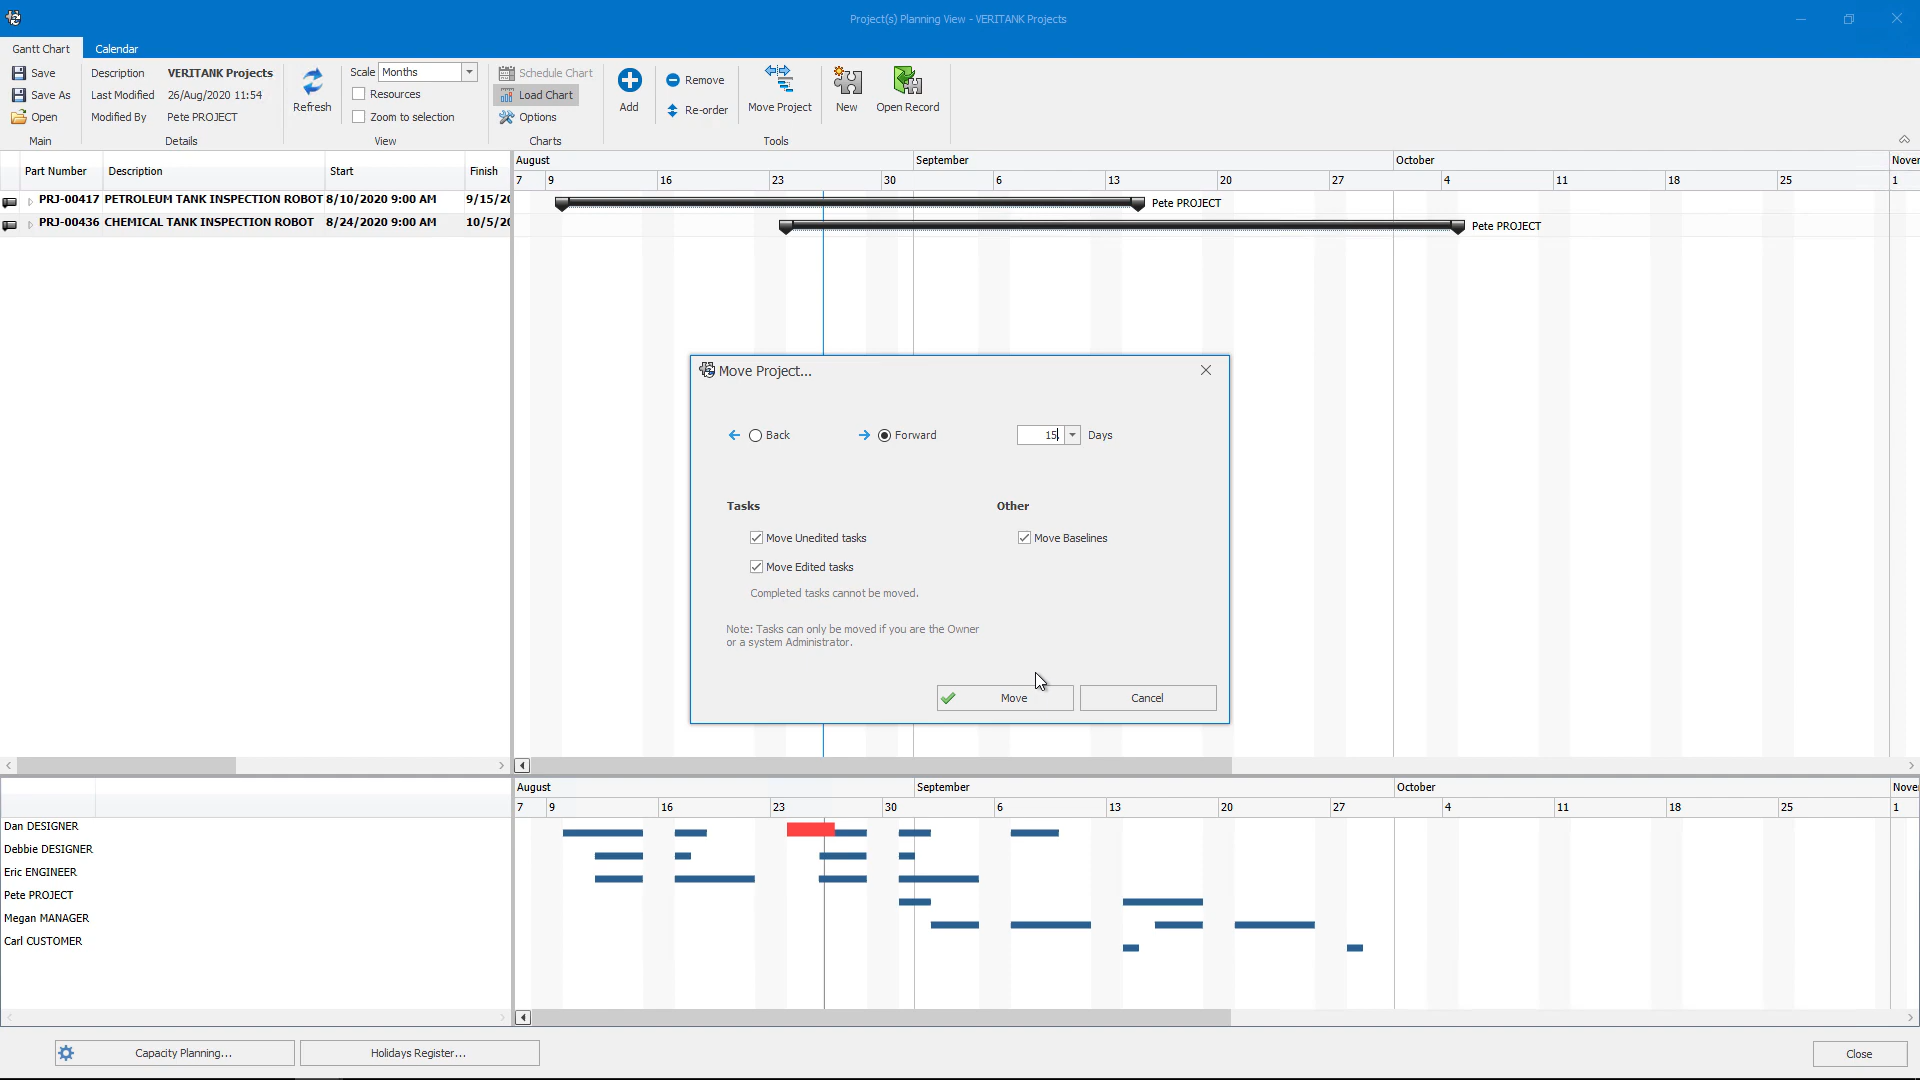 Project(s) Planning View - VERITANK Projects
Gantt Chart Calendar
Save Description VERITANK Projects Scale Months Schedule Chart Remove
Save As Last Modified 26/Aug/2020 11:54 Refresh Resources Load Chart Add Re-order Move Project New Open Record
Open Modified By Pete PROJECT Zoom to selection Options
Main Details View Charts Tools
August September October Nover
Part Number Description Start Finish
7 9 16 23 30 6 13 20 27 4 11 18 25 1
PRJ-00417 PETROLEUM TANK INSPECTION ROBOT 8/10/2020 9:00 AM 9/15/20 Pete PROJECT
PRJ-00436 CHEMICAL TANK INSPECTION ROBOT 8/24/2020 9:00 AM 10/5/20 Pete PROJECT
Move Project...
Back Forward 15 Days
Tasks Other
Move Unedited tasks Move Baselines
Move Edited tasks
Completed tasks cannot be moved.
Note: Tasks can only be moved if you are the Owner
or a system Administrator.
Move Cancel
August September October Nove
7 9 16 23 30 6 13 20 27 4 11 18 25 1
Dan DESIGNER
Debbie DESIGNER
Eric ENGINEER
Pete PROJECT
Megan MANAGER
Carl CUSTOMER
Capacity Planning... Holidays Register... Close